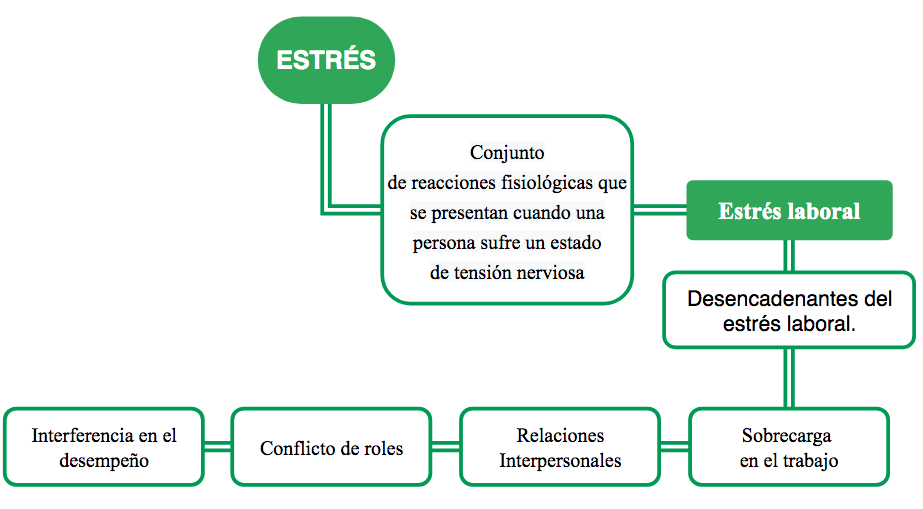 ESTRÉS
Conjunto
de reacciones fisiológicas que
se presentan cuando una
persona sufre un estado
de tensión nerviosa
Estrés laboral
Desencadenantes del
estrés laboral.
Interferencia en el
desempeño
Conflicto de roles
Relaciones
Interpersonales
Sobrecarga
en el trabajo